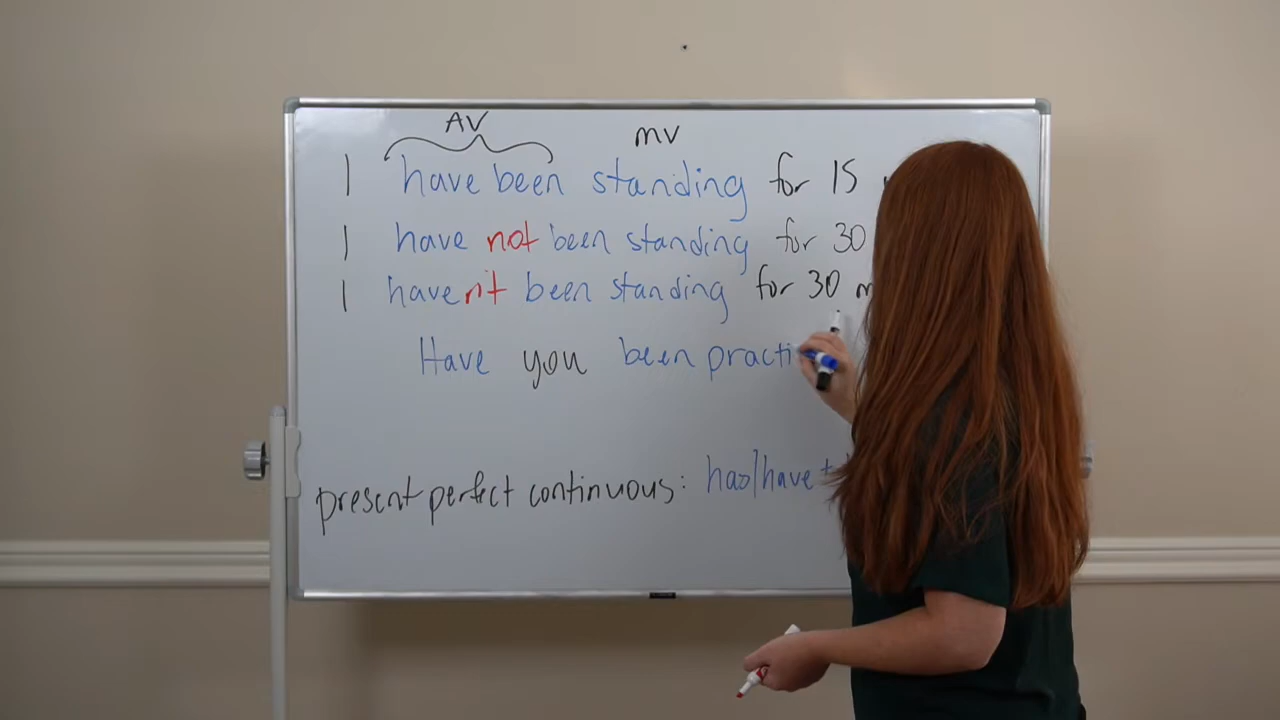 AV
mv
I have been standing for 15
I have not been standing for 30
I haven't been standing for 30 m
Have you been practi
present perfect continuous: has/have +